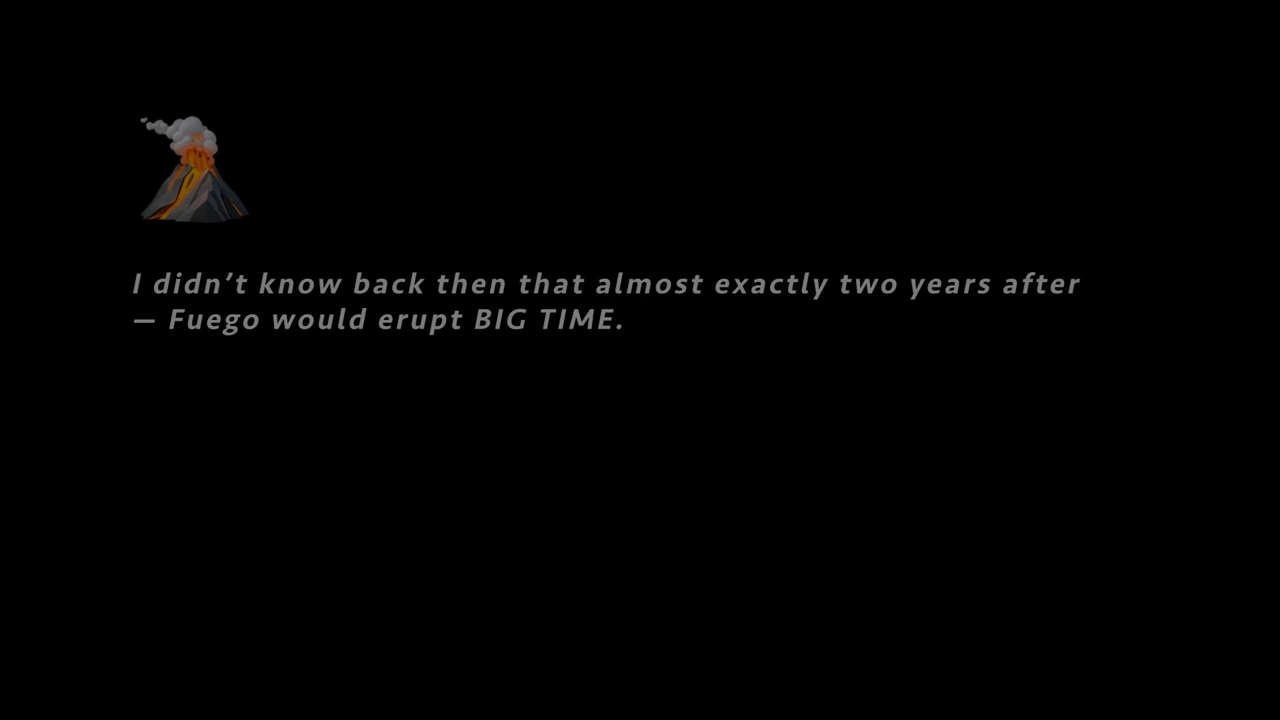 I didn’t know back then that almost exactly two years after
— Fuego would erupt BIG TIME.